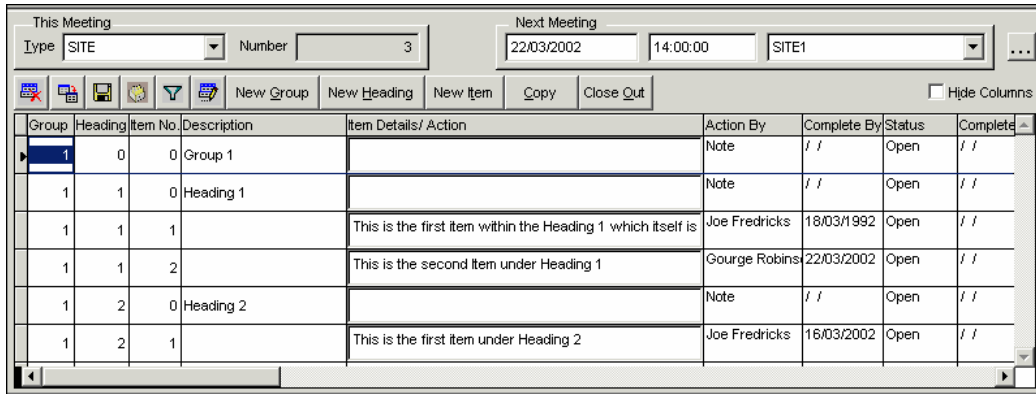 This Meeting
Next Meeting
Type SITE Number 3 22/03/2002 14:00:00 SITE1 ...
New Group New Heading New Item Copy Close Out Hide Columns
Group Heading Item No. Description Item Details/ Action Action By Complete By Status Complete
1 0 0 Group 1 Note / / Open / /
1 1 0 Heading 1 Note / / Open / /
1 1 1 This is the first item within the Heading 1 which itself is Joe Fredricks 18/03/1992 Open / /
1 1 2 This is the second Item under Heading 1 Gourge Robins 22/03/2002 Open / /
1 2 0 Heading 2 Note / / Open / /
1 2 1 This is the first item under Heading 2 Joe Fredricks 16/03/2002 Open / /